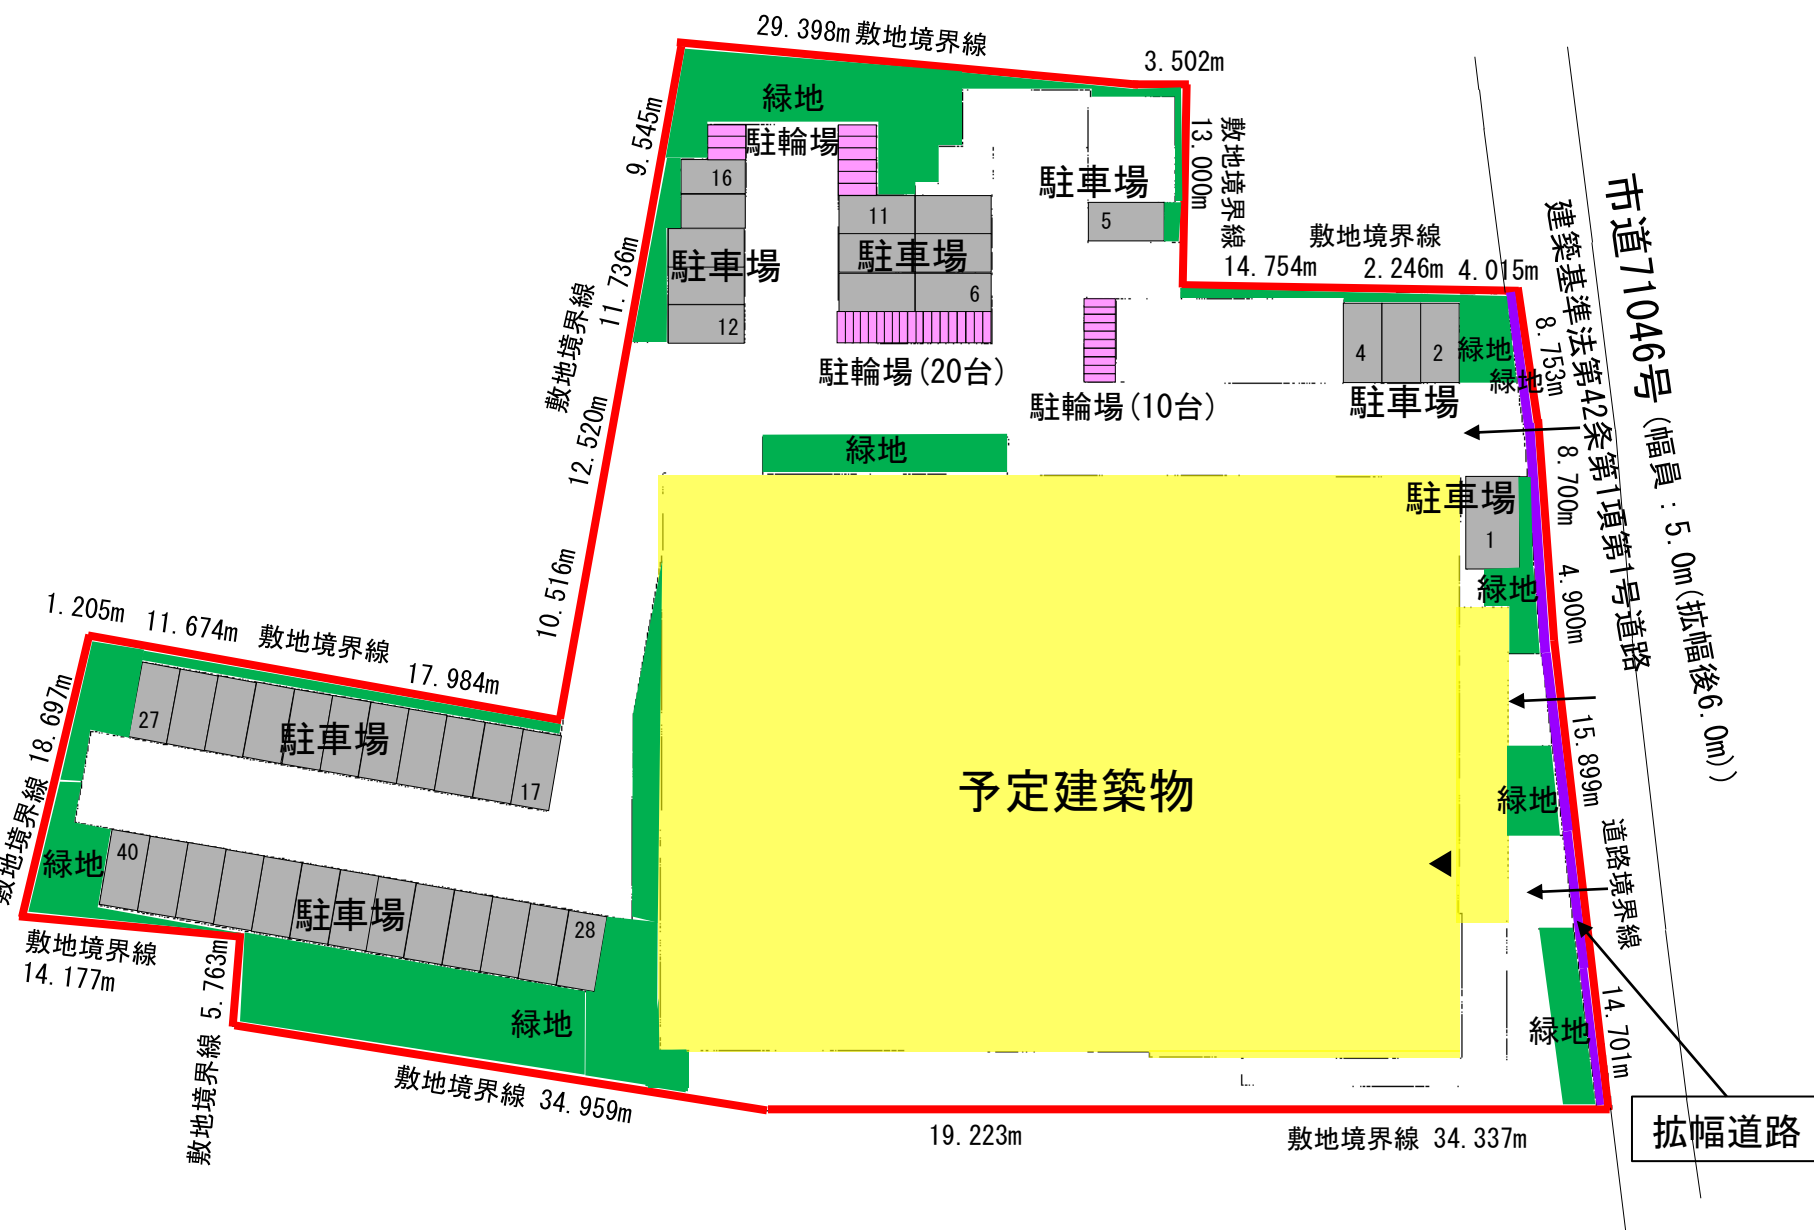 29.398m 敷地境界線
3.502m
緑地
9.545m
駐輪場
13.000m
敷地境界線
駐車場
16
11
5
駐車場
駐車場
6
12
敷地境界線 11.736m
敷地境界線
14.754m 2.246m 4.015m
市道71046号 (幅員:5.0m(拡幅後6.0m))
建築基準法第42条第1項第1号道路
8.753m
4
2
緑地
緑地
駐車場
駐輪場(20台)
駐輪場(10台)
12.520m
緑地
8.700m
駐車場
1
緑地
4.900m
10.516m
1.205m 11.674m 敷地境界線 17.984m
27
駐車場
17
敷地境界線 18.697m
予定建築物
15.899m
緑地
道路境界線
40
緑地
駐車場
28
敷地境界線
14.177m
敷地境界線 5.763m
緑地
緑地
14.701m
敷地境界線 34.959m
19.223m
敷地境界線 34.337m
拡幅道路